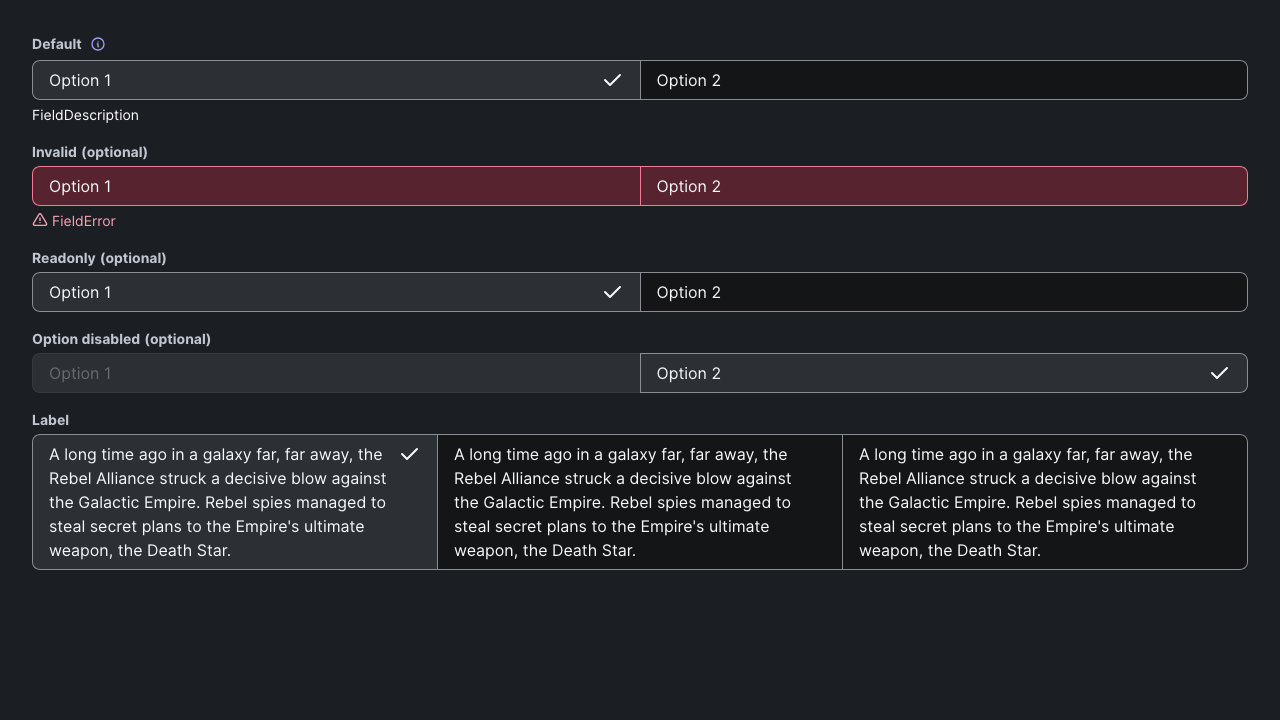 Default
Option 1
Option 2
FieldDescription
Invalid (optional)
Option 1
Option 2
FieldError
Readonly (optional)
Option 1
Option 2
Option disabled (optional)
Option 1
Option 2
Label
A long time ago in a galaxy far, far away, the
Rebel Alliance struck a decisive blow against
the Galactic Empire. Rebel spies managed to
steal secret plans to the Empire's ultimate
weapon, the Death Star.
A long time ago in a galaxy far, far away, the
Rebel Alliance struck a decisive blow against
the Galactic Empire. Rebel spies managed to
steal secret plans to the Empire's ultimate
weapon, the Death Star.
A long time ago in a galaxy far, far away, the
Rebel Alliance struck a decisive blow against
the Galactic Empire. Rebel spies managed to
steal secret plans to the Empire's ultimate
weapon, the Death Star.